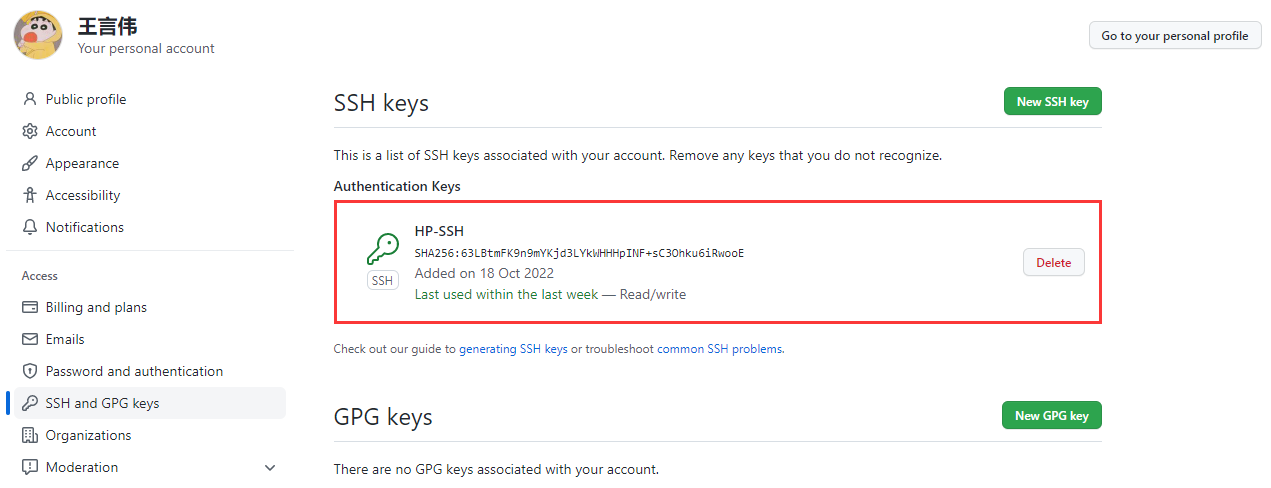 王言伟
Your personal account
Go to your personal profile
Public profile
Account
Appearance
Accessibility
Notifications
Access
Billing and plans
Emails
Password and authentication
SSH and GPG keys
Organizations
Moderation
SSH keys
New SSH key
This is a list of SSH keys associated with your account. Remove any keys that you do not recognize.
Authentication Keys
HP-SSH
SHA256:63LBtmFK9n9mYKjd3LYkWHHHpINF+sC3Ohku6iRwooE
SSH
Added on 18 Oct 2022
Last used within the last week — Read/write
Delete
Check out our guide to generating SSH keys or troubleshoot common SSH problems.
GPG keys
New GPG key
There are no GPG keys associated with your account.